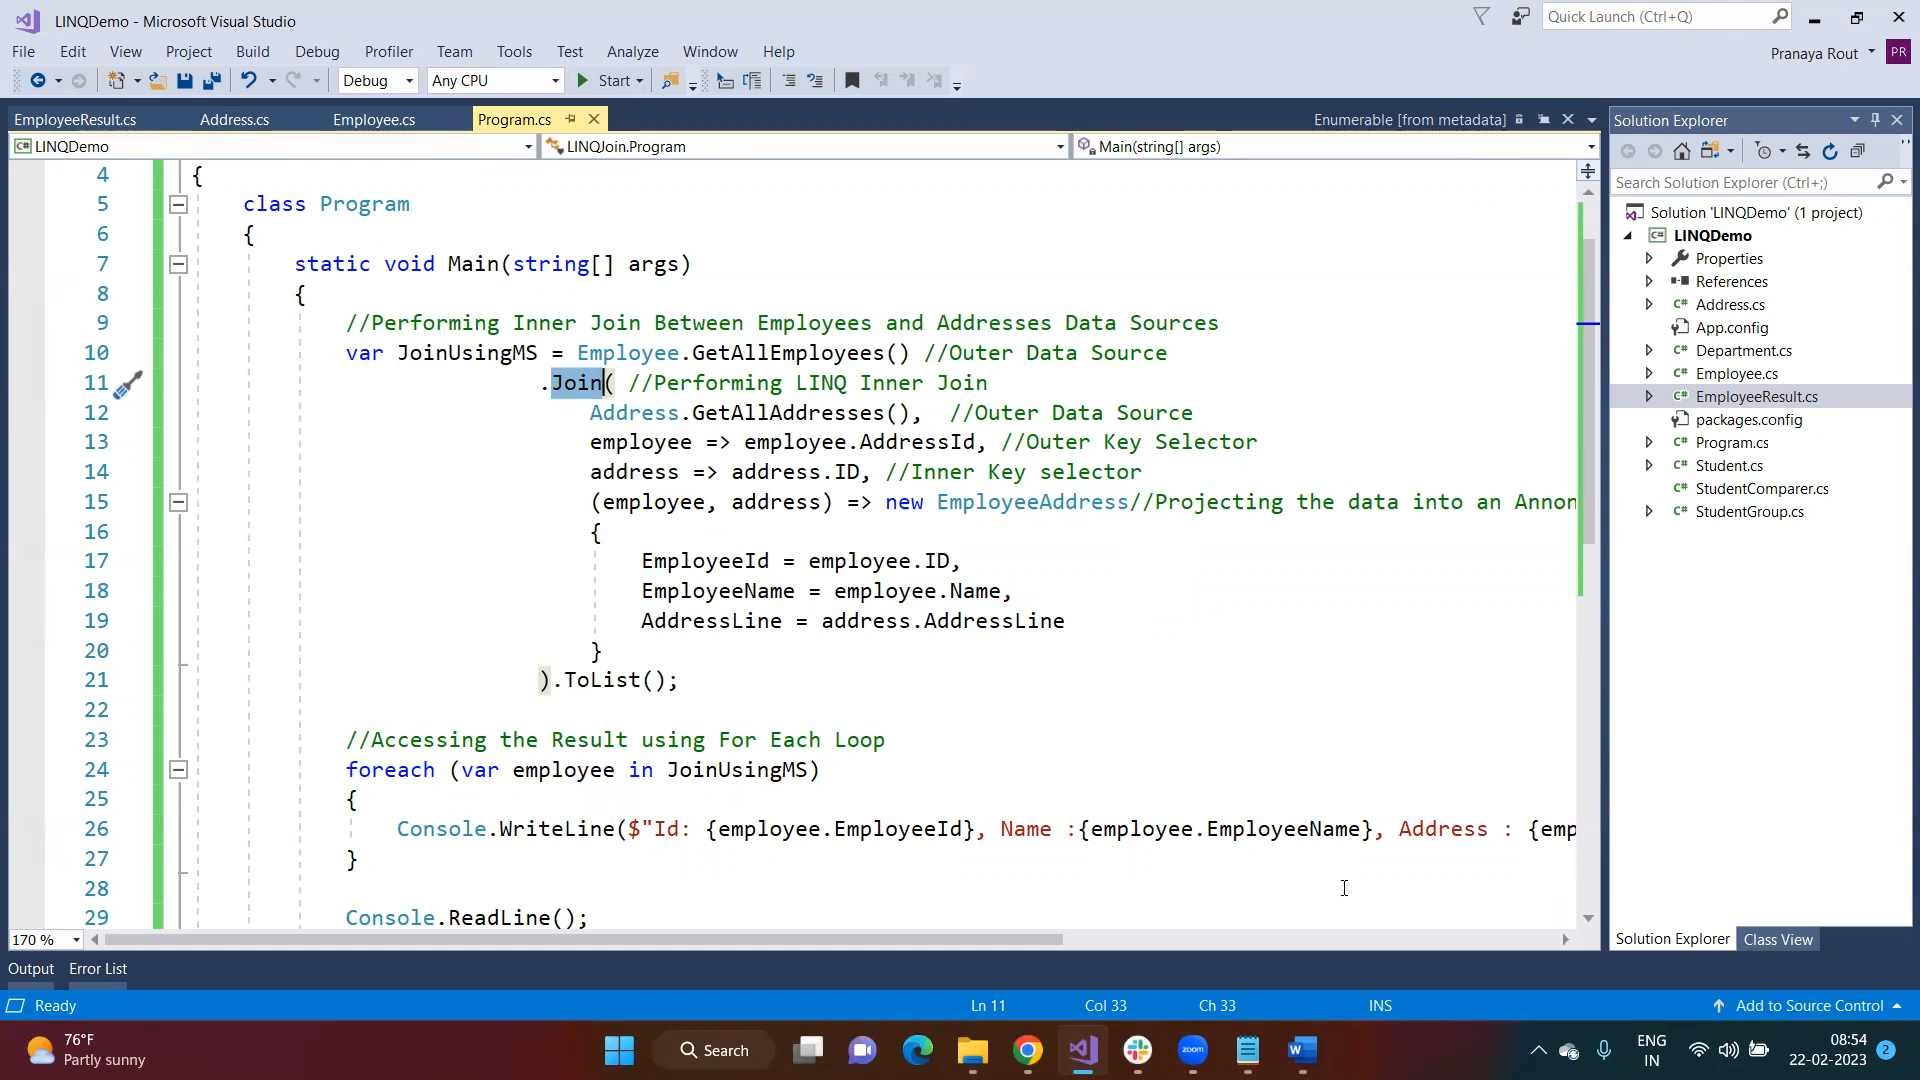 LINQDemo - Microsoft Visual Studio
Quick Launch (Ctrl+Q)
File Edit View Project Build Debug Profiler Team Tools Test Analyze Window Help
Pranaya Rout PR
Debug Any CPU Start
EmployeeResult.cs Address.cs Employee.cs Program.cs Enumerable [from metadata]
LINQDemo LINQJoin.Program Main(string[] args)
4 {
5 class Program
6 {
7 static void Main(string[] args)
8 {
9 //Performing Inner Join Between Employees and Addresses Data Sources
10 var JoinUsingMS = Employee.GetAllEmployees() //Outer Data Source
11 .Join( //Performing LINQ Inner Join
12 Address.GetAllAddresses(), //Outer Data Source
13 employee => employee.AddressId, //Outer Key Selector
14 address => address.ID, //Inner Key selector
15 (employee, address) => new EmployeeAddress//Projecting the data into an Annon
16 {
17 EmployeeId = employee.ID,
18 EmployeeName = employee.Name,
19 AddressLine = address.AddressLine
20 }
21 ).ToList();
22
23 //Accessing the Result using For Each Loop
24 foreach (var employee in JoinUsingMS)
25 {
26 Console.WriteLine($"Id: {employee.EmployeeId}, Name :{employee.EmployeeName}, Address : {emp
27 }
28
29 Console.ReadLine();
170 %
Solution Explorer
Search Solution Explorer (Ctrl+;)
Solution 'LINQDemo' (1 project)
LINQDemo
Properties
References
Address.cs
App.config
Department.cs
Employee.cs
EmployeeResult.cs
packages.config
Program.cs
Student.cs
StudentComparer.cs
StudentGroup.cs
Solution Explorer Class View
Output Error List
Ready Ln 11 Col 33 Ch 33 INS Add to Source Control
76°F
Partly sunny
Search
zoom
ENG
IN
08:54
22-02-2023
2